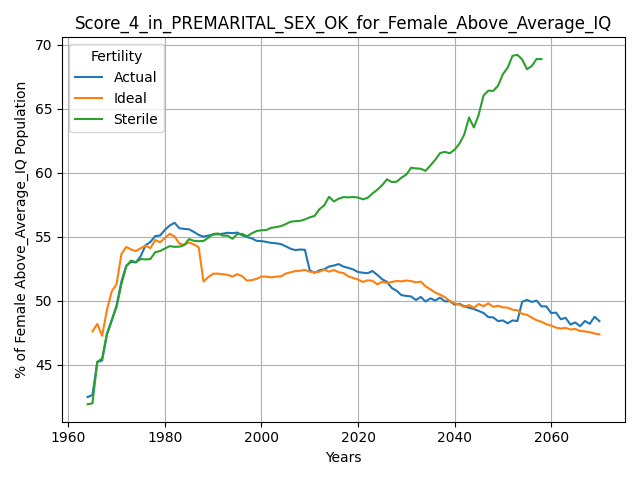 Score_4_in_PREMARITAL_SEX_OK_for_Female_Above_Average_IQ
% of Female Above_Average_IQ Population
70
65
60
55
50
45
Fertility
Actual
Ideal
Sterile
1960
1980
2000
2020
2040
2060
Years